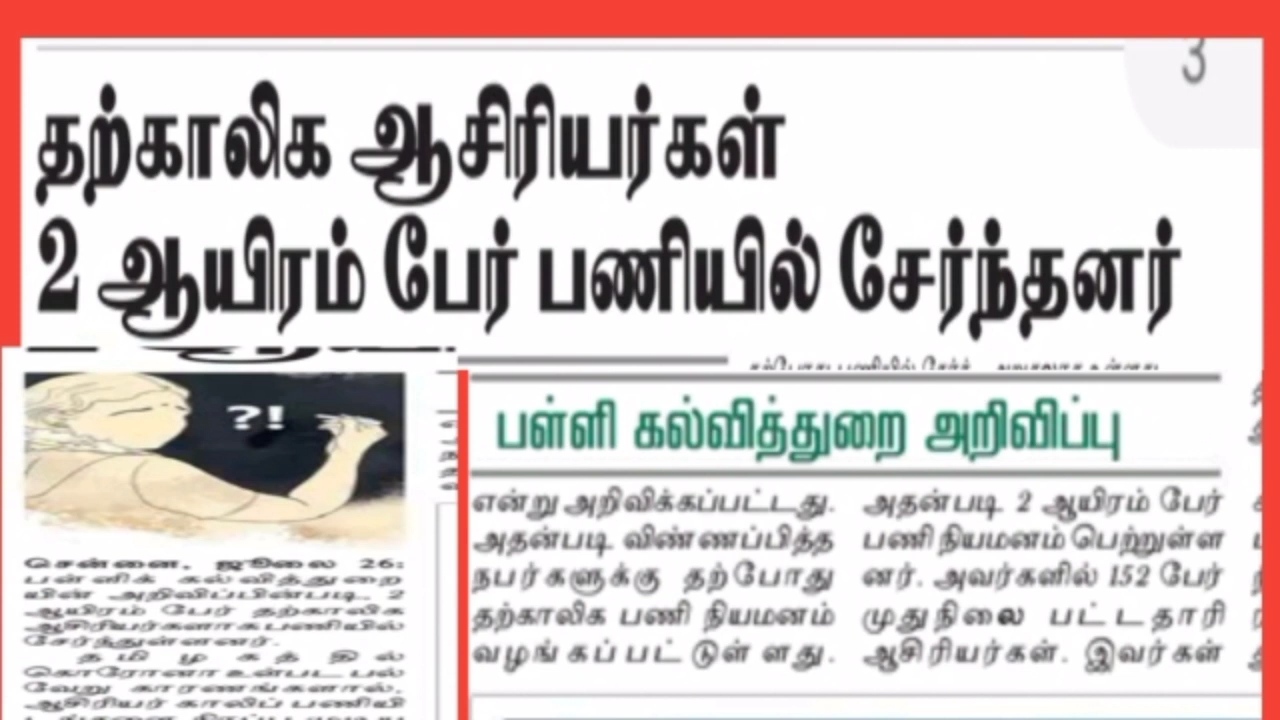 3
தற்காலிக ஆசிரியர்கள்
2 ஆயிரம் பேர் பணியில் சேர்ந்தனர்
?!
சென்னை, ஜூலை 26:
பள்ளிக் கல்வித்துறை
யின் அறிவிப்பின்படி, 2
ஆயிரம் பேர் தற்காலிக
ஆசிரியர்களாக பணியில்
சேர்ந்துள்ளனர்.
தமிழகத்தில்
கொரோனா உள்பட பல்
வேறு காரணங்களால்,
ஆசிரியர் காலிப் பணியி
பள்ளி கல்வித்துறை அறிவிப்பு
என்று அறிவிக்கப்பட்டது.
அதன்படி விண்ணப்பித்த
நபர்களுக்கு தற்போது
தற்காலிக பணி நியமனம்
வழங்கப்பட்டுள்ளது.
அதன்படி 2 ஆயிரம் பேர்
பணி நியமனம் பெற்றுள்ள
னர். அவர்களில் 152 பேர்
முதுநிலை பட்டதாரி
ஆசிரியர்கள். இவர்கள்